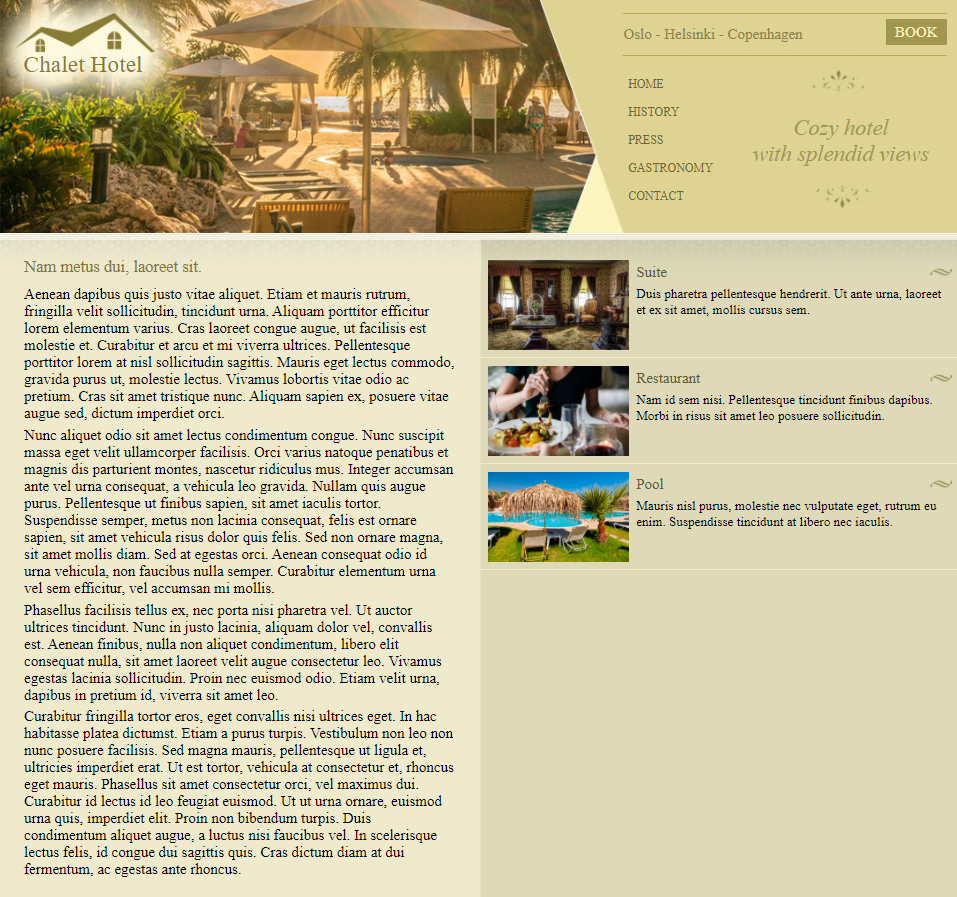 Chalet Hotel
Oslo - Helsinki - Copenhagen
BOOK
HOME
HISTORY
PRESS
GASTRONOMY
CONTACT
Cozy hotel
with splendid views
Nam metus dui, laoreet sit.
Aenean dapibus quis justo vitae aliquet. Etiam et mauris rutrum,
fringilla velit sollicitudin, tincidunt urna. Aliquam porttitor efficitur
lorem elementum varius. Cras laoreet congue augue, ut facilisis est
molestie et. Curabitur et arcu et mi viverra ultrices. Pellentesque
porttitor lorem at nisl sollicitudin sagittis. Mauris eget lectus commodo,
gravida purus ut, molestie lectus. Vivamus lobortis vitae odio ac
pretium. Cras sit amet tristique nunc. Aliquam sapien ex, posuere vitae
augue sed, dictum imperdiet orci.
Nunc aliquet odio sit amet lectus condimentum congue. Nunc suscipit
massa eget velit ullamcorper facilisis. Orci varius natoque penatibus et
magnis dis parturient montes, nascetur ridiculus mus. Integer accumsan
ante vel urna consequat, a vehicula leo gravida. Nullam quis augue
purus. Pellentesque ut finibus sapien, sit amet iaculis tortor.
Suspendisse semper, metus non lacinia consequat, felis est ornare
sapien, sit amet vehicula risus dolor quis felis. Sed non ornare magna,
sit amet mollis diam. Sed at egestas orci. Aenean consequat odio id
urna vehicula, non faucibus nulla semper. Curabitur elementum urna
vel sem efficitur, vel accumsan mi mollis.
Phasellus facilisis tellus ex, nec porta nisi pharetra vel. Ut auctor
ultrices tincidunt. Nunc in justo lacinia, aliquam dolor vel, convallis
est. Aenean finibus, nulla non aliquet condimentum, libero elit
consequat nulla, sit amet laoreet velit augue consectetur leo. Vivamus
egestas lacinia sollicitudin. Proin nec euismod odio. Etiam velit urna,
dapibus in pretium id, viverra sit amet leo.
Curabitur fringilla tortor eros, eget convallis nisi ultrices eget. In hac
habitasse platea dictumst. Etiam a purus turpis. Vestibulum non leo non
nunc posuere facilisis. Sed magna mauris, pellentesque ut ligula et,
ultricies imperdiet erat. Ut est tortor, vehicula at consectetur et, rhoncus
eget mauris. Phasellus sit amet consectetur orci, vel maximus dui.
Curabitur id lectus id leo feugiat euismod. Ut ut urna ornare, euismod
urna quis, imperdiet elit. Proin non bibendum turpis. Duis
condimentum aliquet augue, a luctus nisi faucibus vel. In scelerisque
lectus felis, id congue dui sagittis quis. Cras dictum diam at dui
fermentum, ac egestas ante rhoncus.
Suite
Duis pharetra pellentesque hendrerit. Ut ante urna, laoreet
et ex sit amet, mollis cursus sem.
Restaurant
Nam id sem nisi. Pellentesque tincidunt finibus dapibus.
Morbi in risus sit amet leo posuere sollicitudin.
Pool
Mauris nisl purus, molestie nec vulputate eget, rutrum eu
enim. Suspendisse tincidunt at libero nec iaculis.